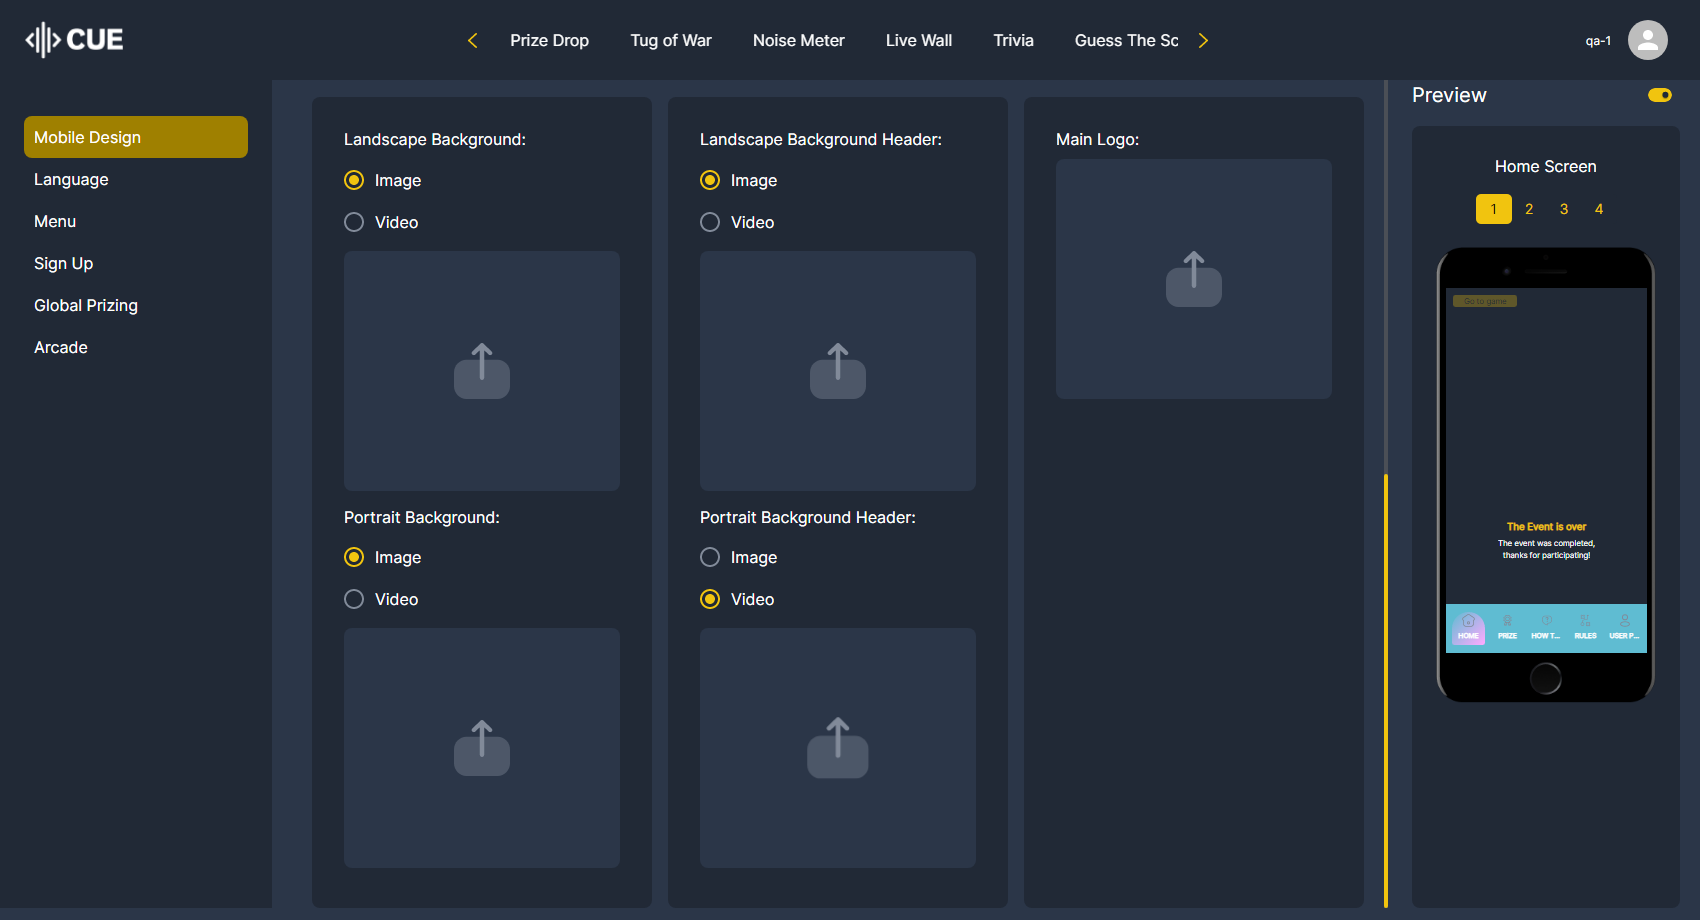 CUE
Prize Drop
Tug of War
Noise Meter
Live Wall
Trivia
Guess The Sc
qa-1
Mobile Design
Language
Menu
Sign Up
Global Prizing
Arcade
Landscape Background:
Image
Video
Portrait Background:
Image
Video
Landscape Background Header:
Image
Video
Portrait Background Header:
Image
Video
Main Logo:
Preview
Home Screen
1 2 3 4
Go to game
The Event is over
The event was completed,
thanks for participating!
HOME PRIZE HOW T... RULES USER P...